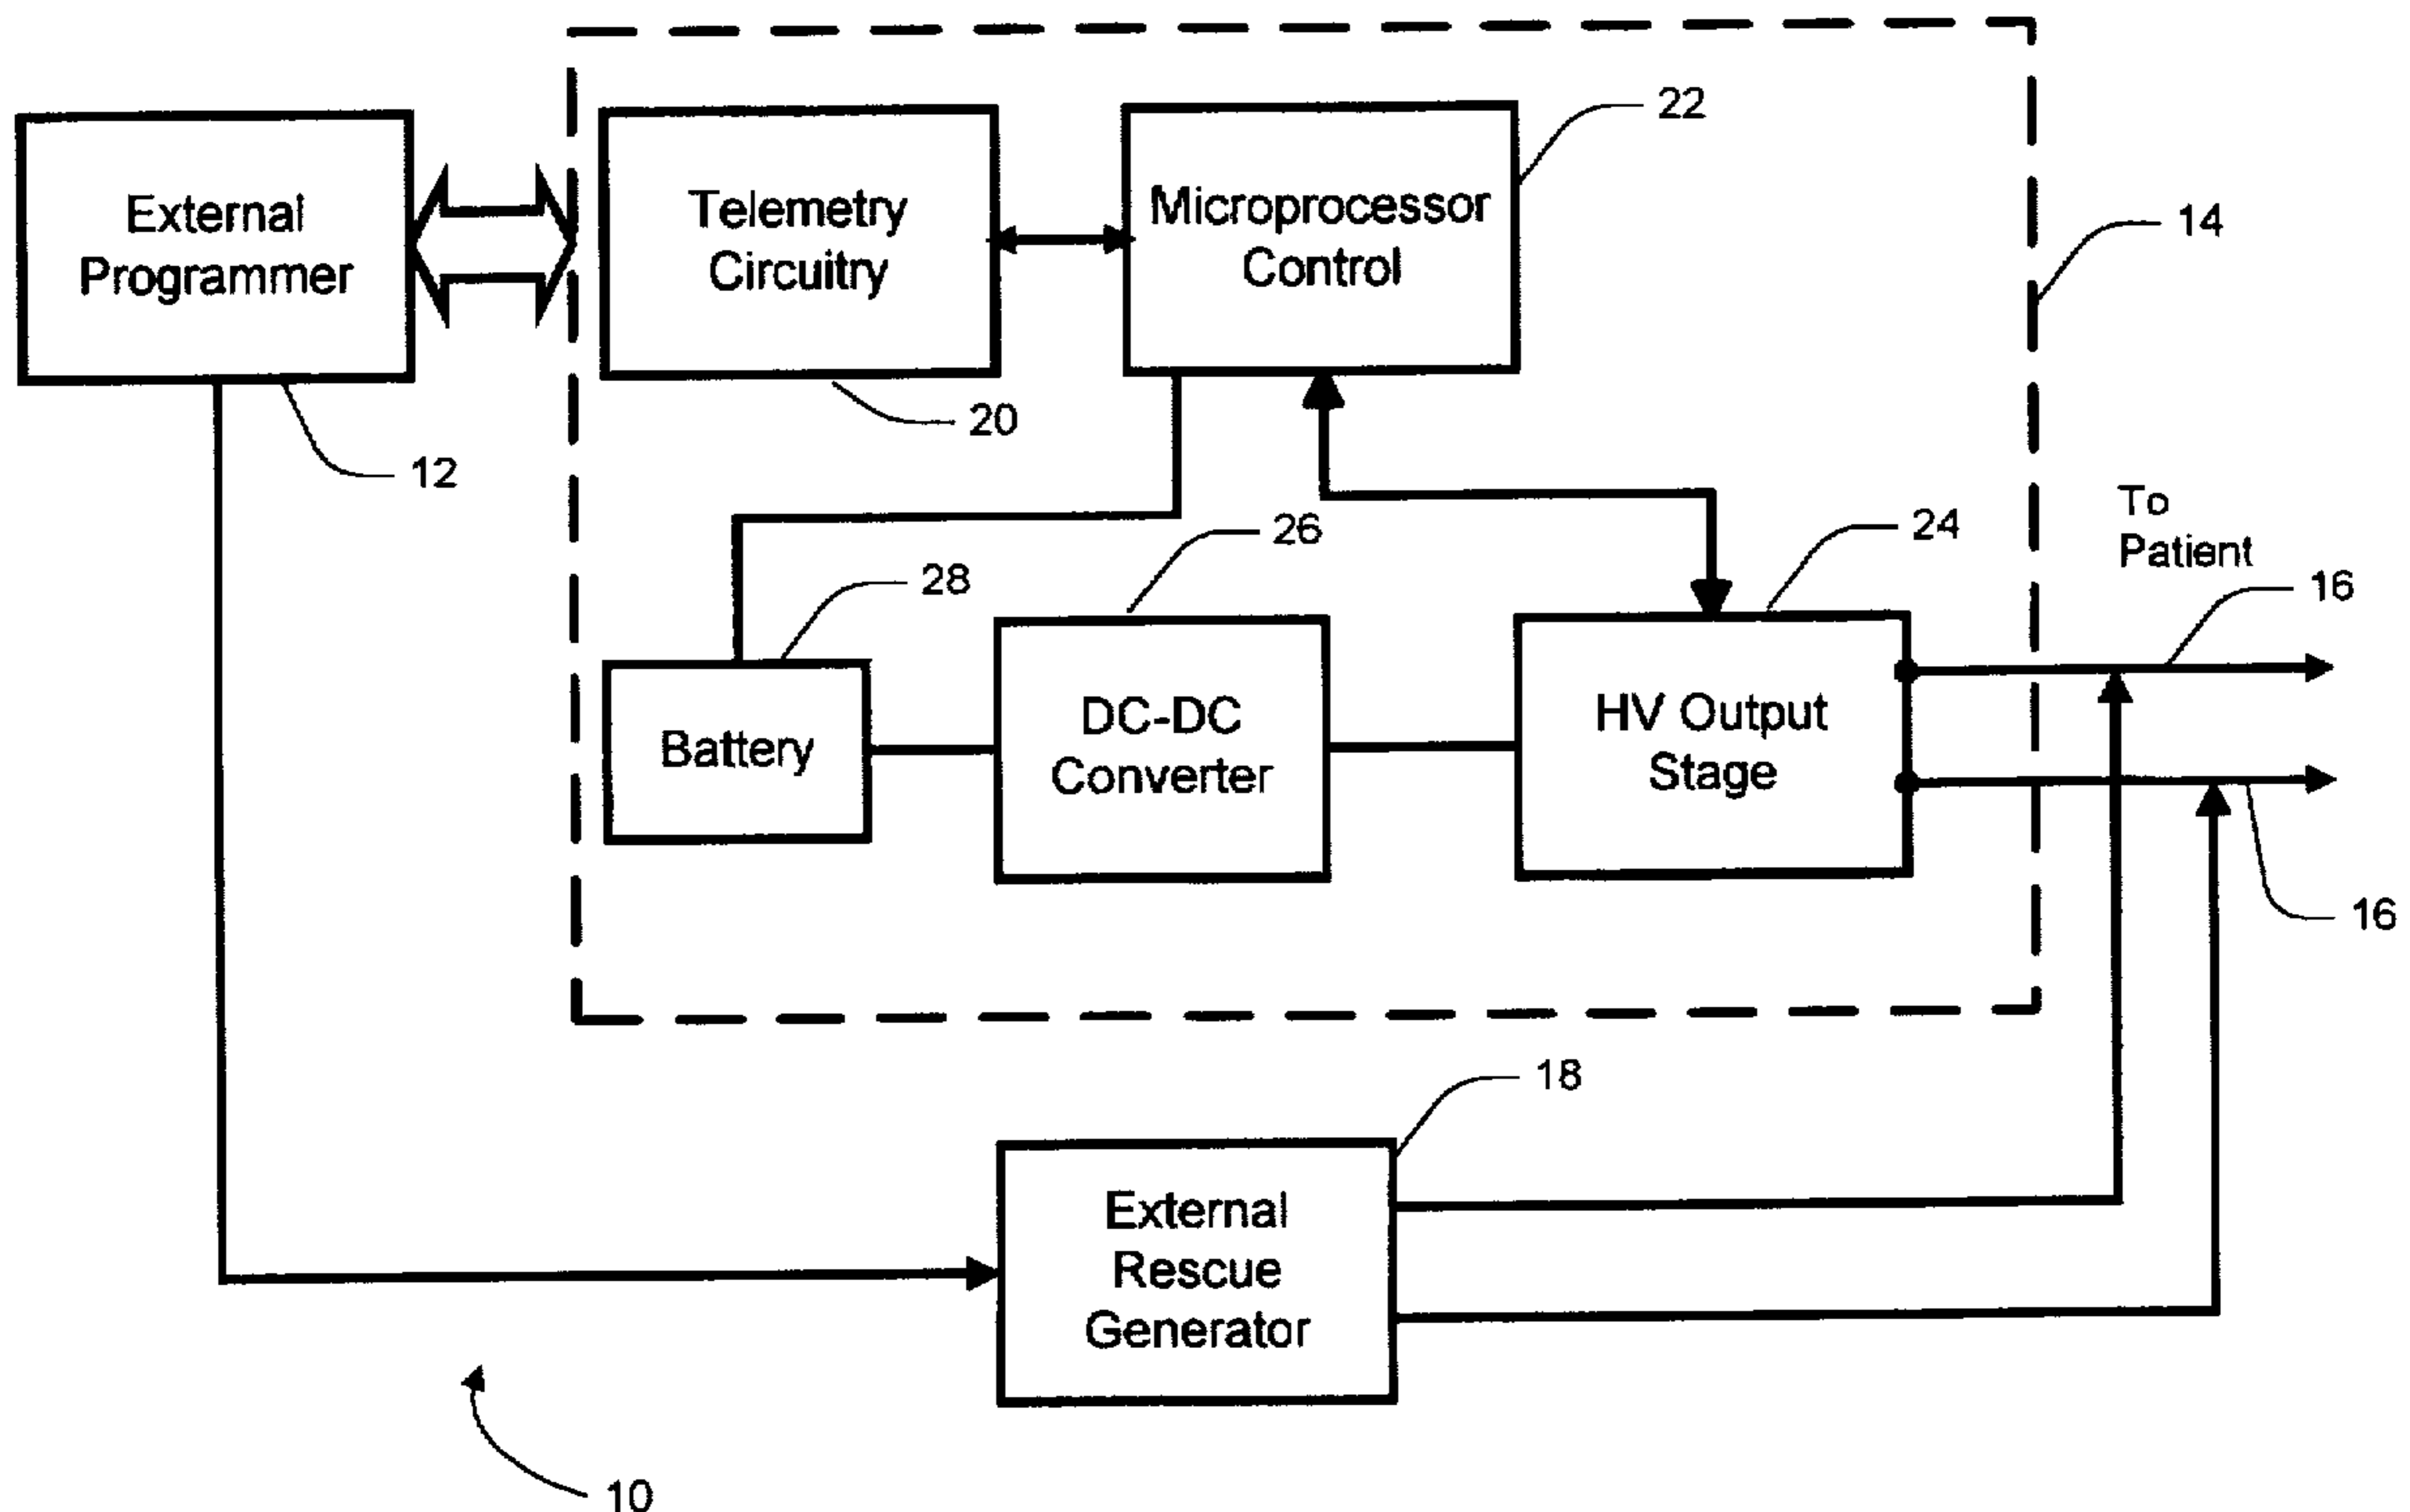 External
Programmer
12
Telemetry
Circuitry
20
Microprocessor
Control
22
14
28
Battery
26
DC-DC
Converter
24
HV Output
Stage
To
Patient
16
16
18
External
Rescue
Generator
10